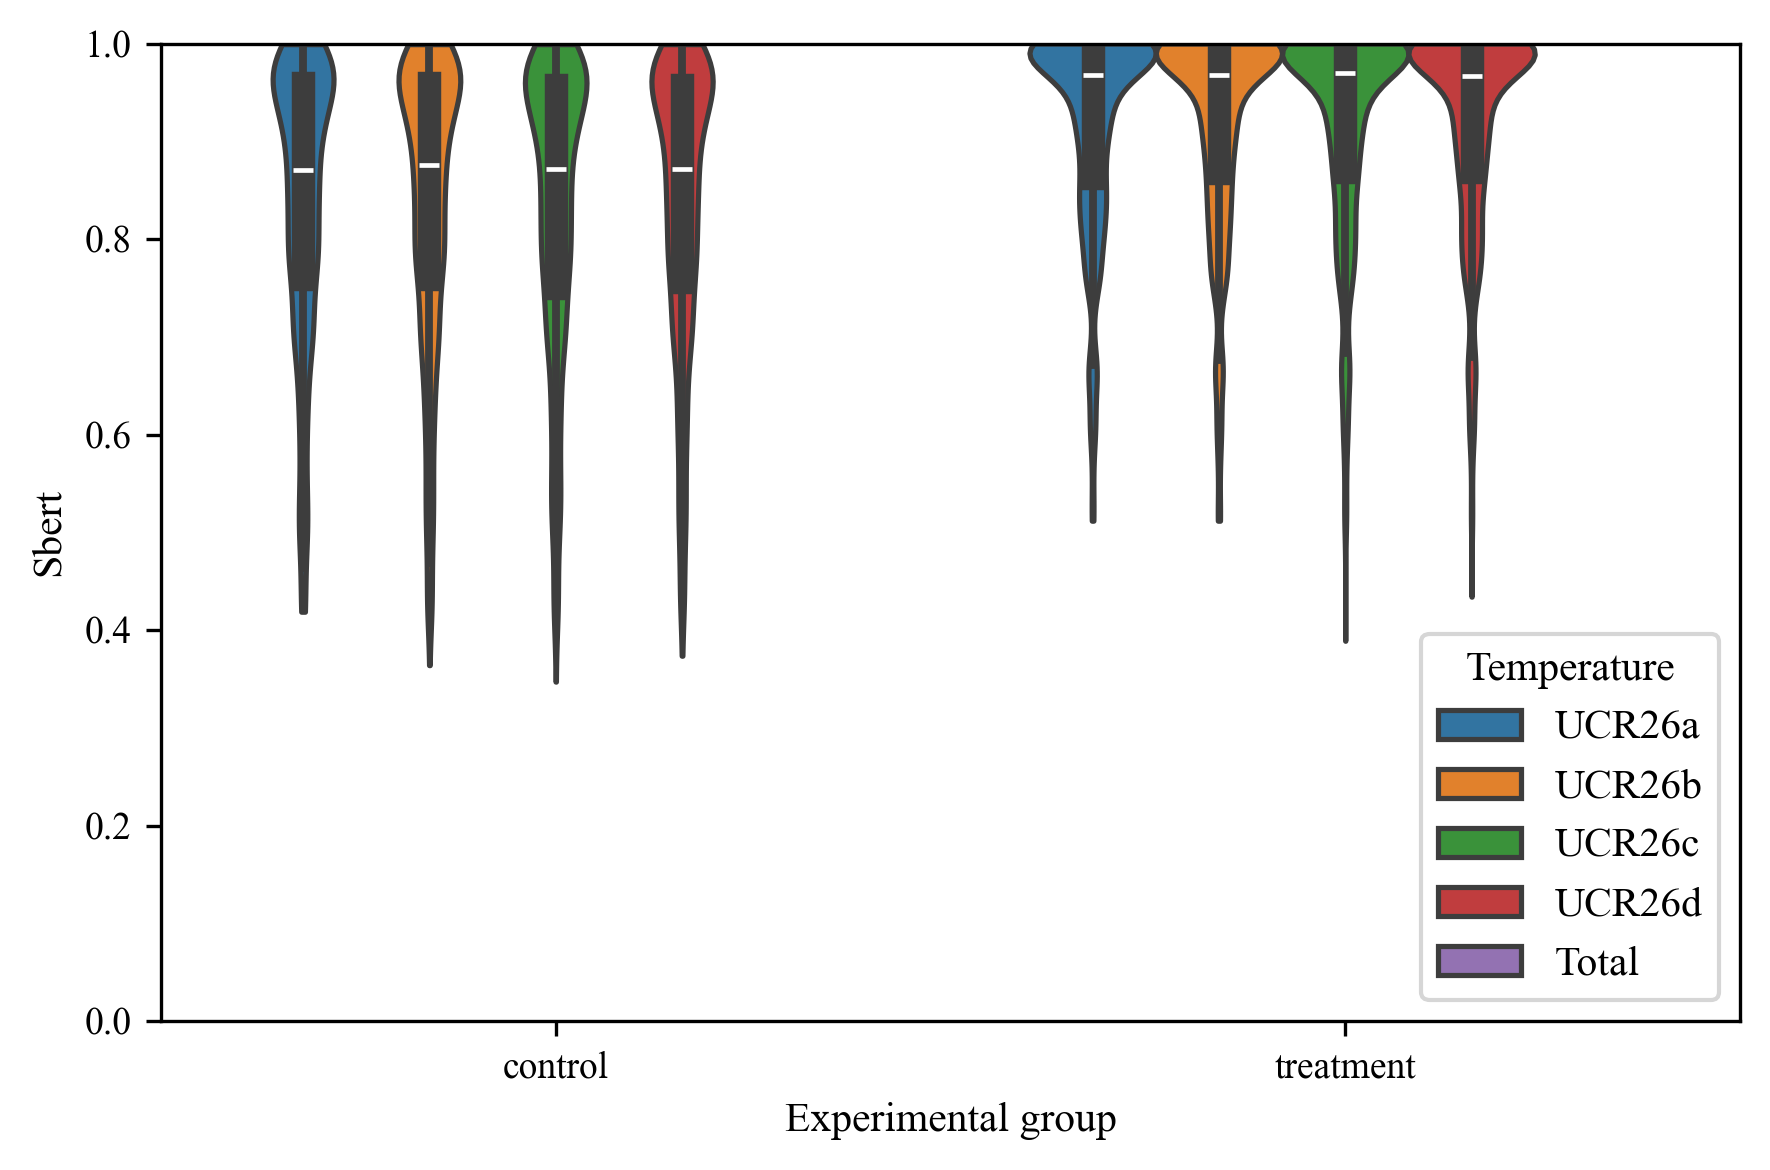 1.0
0.8
0.6
0.4
0.2
0.0
Sbert
control
treatment
Experimental group
Temperature
UCR26a
UCR26b
UCR26c
UCR26d
Total